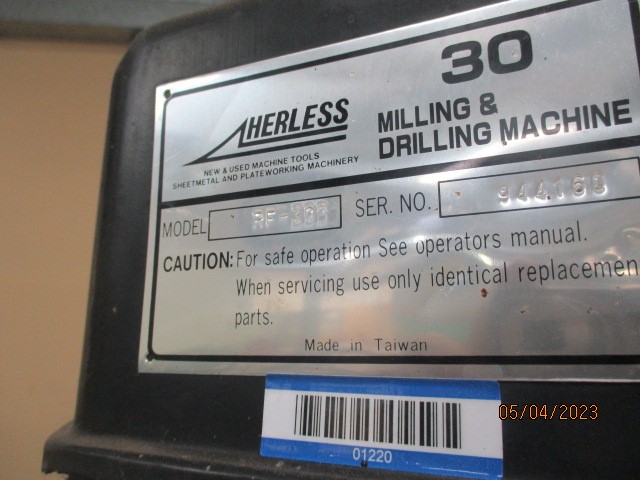 30
HERLESS
MILLING &
DRILLING MACHINE
NEW & USED MACHINE TOOLS
SHEETMETAL AND PLATEWORKING MACHINERY
MODEL SER. NO.
CAUTION: For safe operation See operators manual.
When servicing use only identical replacemen
parts.
Made in Taiwan
01220
05/04/2023